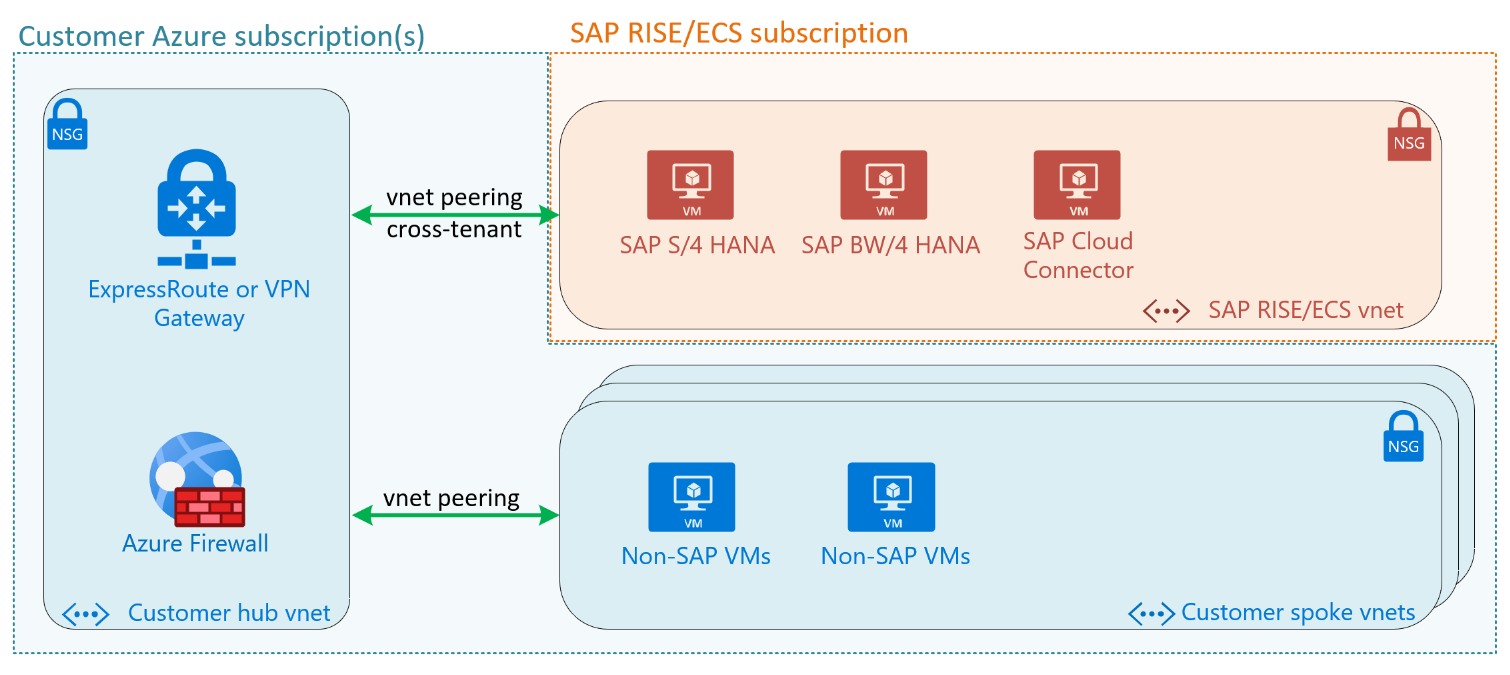 Customer Azure subscription(s)
SAP RISE/ECS subscription
NSG
ExpressRoute or VPN
Gateway
Azure Firewall
Customer hub vnet
vnet peering
cross-tenant
NSG
VM
SAP S/4 HANA
VM
SAP BW/4 HANA
VM
SAP Cloud
Connector
SAP RISE/ECS vnet
vnet peering
NSG
VM
Non-SAP VMs
VM
Non-SAP VMs
Customer spoke vnets